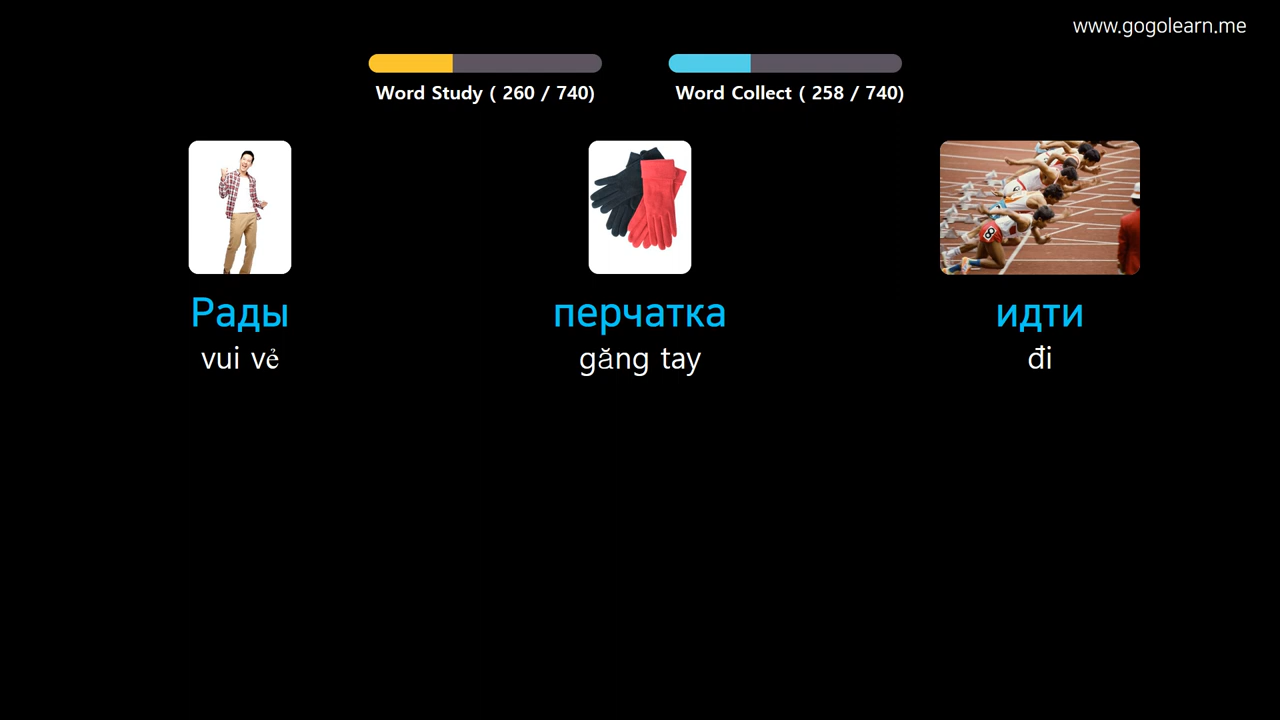 www.gogolearn.me
Word Study ( 260 / 740)
Word Collect ( 258 / 740)
Рады
перчатка
идти
vui vẻ
găng tay
đi